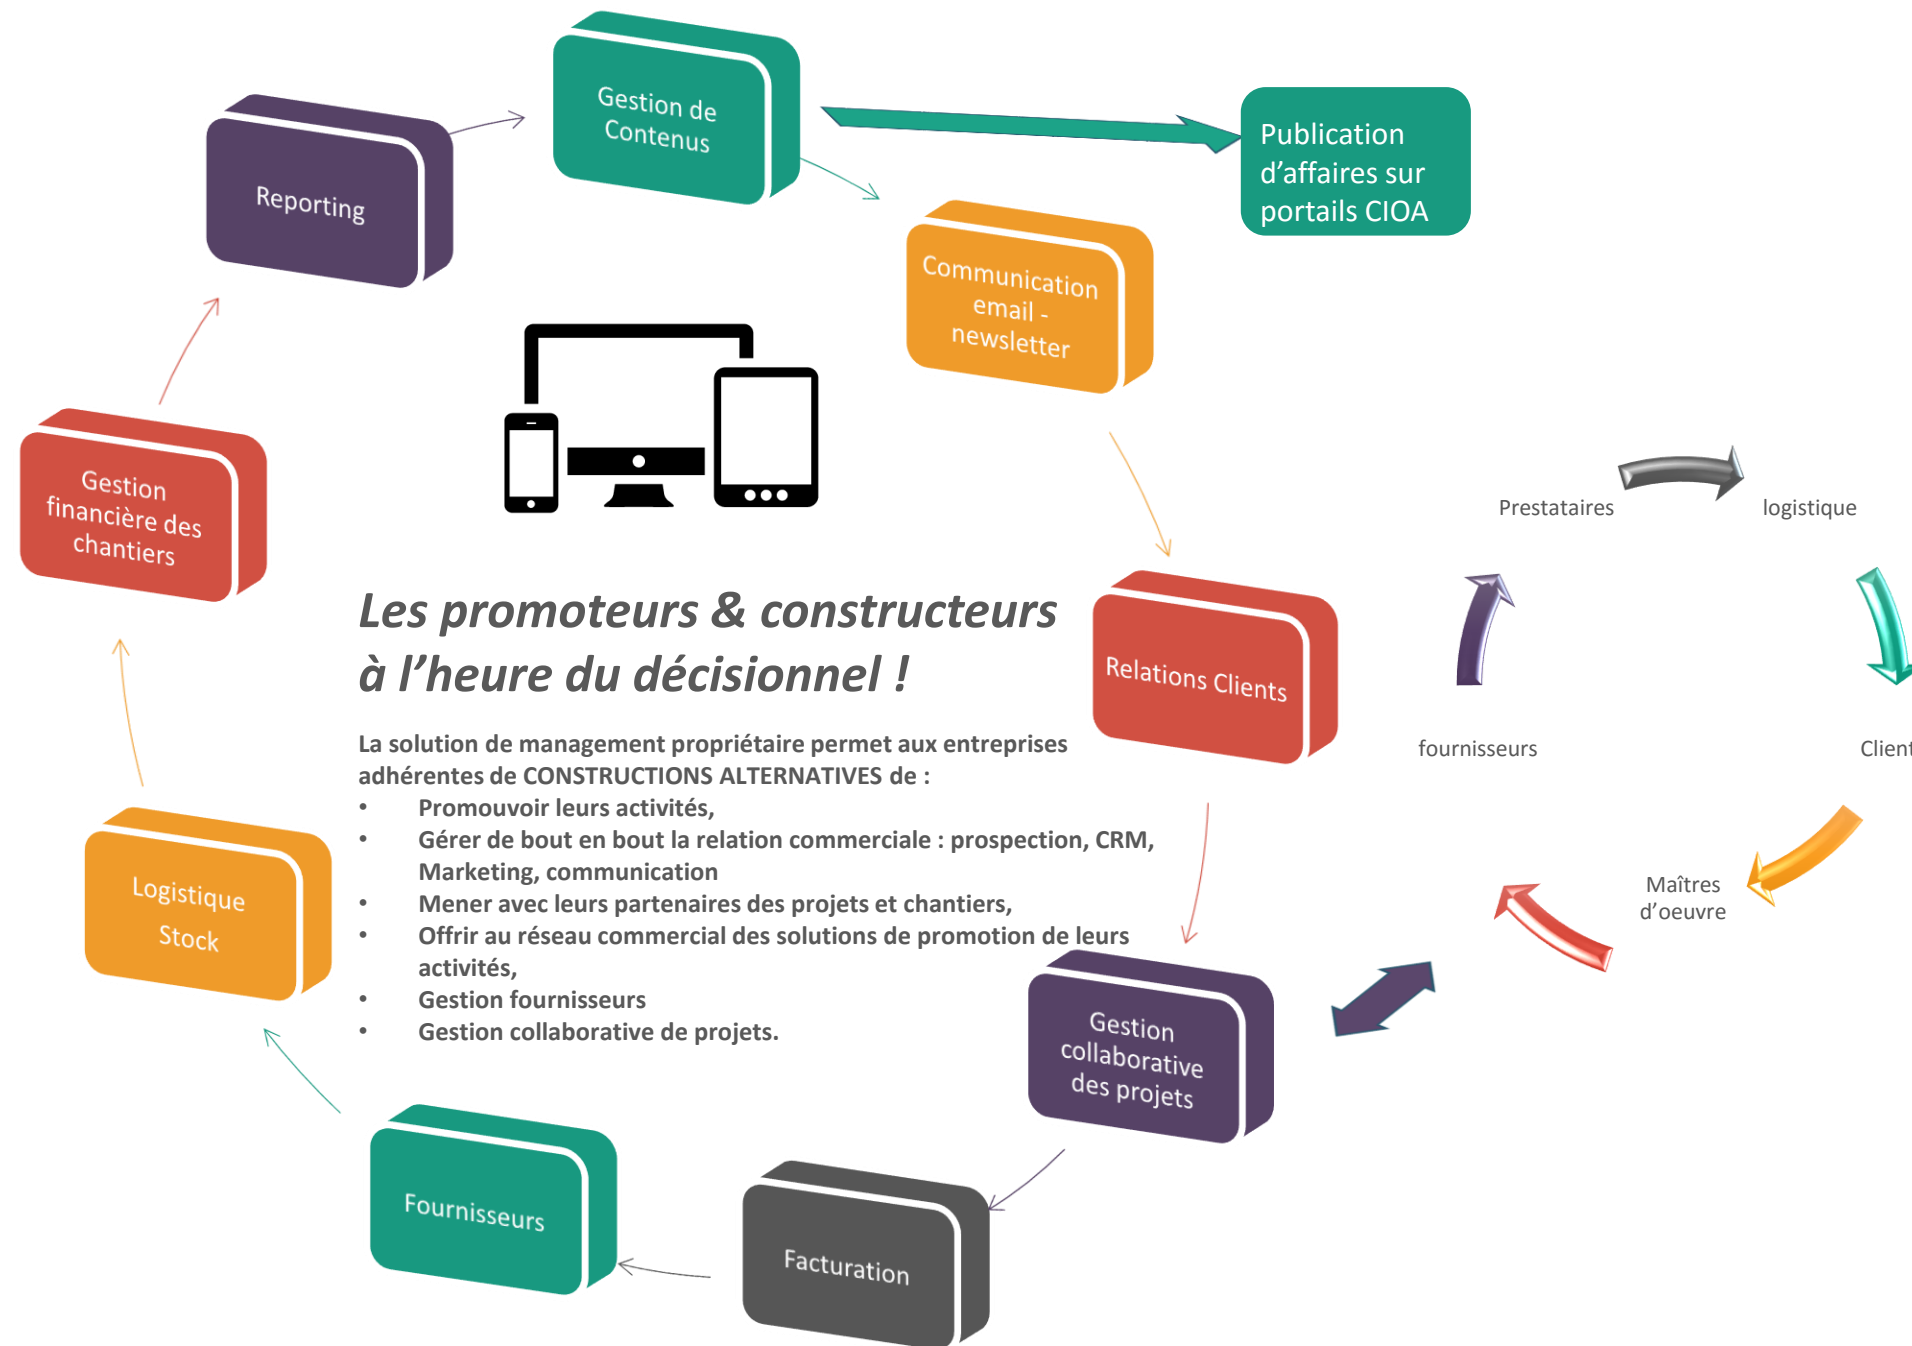 Gestion de
Contenus
Publication
d’affaires sur
portails CIOA
Reporting
Communication
email -
newsletter
Gestion
financière des
chantiers
Prestataires
logistique
Les promoteurs & constructeurs
à l’heure du décisionnel !
Relations Clients
fournisseurs
Client
La solution de management propriétaire permet aux entreprises
adhérentes de CONSTRUCTIONS ALTERNATIVES de :
• Promouvoir leurs activités,
• Gérer de bout en bout la relation commerciale : prospection, CRM,
Marketing, communication
• Mener avec leurs partenaires des projets et chantiers,
• Offrir au réseau commercial des solutions de promotion de leurs
activités,
• Gestion fournisseurs
• Gestion collaborative de projets.
Logistique
Stock
Maîtres
d’oeuvre
Gestion
collaborative
des projets
Fournisseurs
Facturation